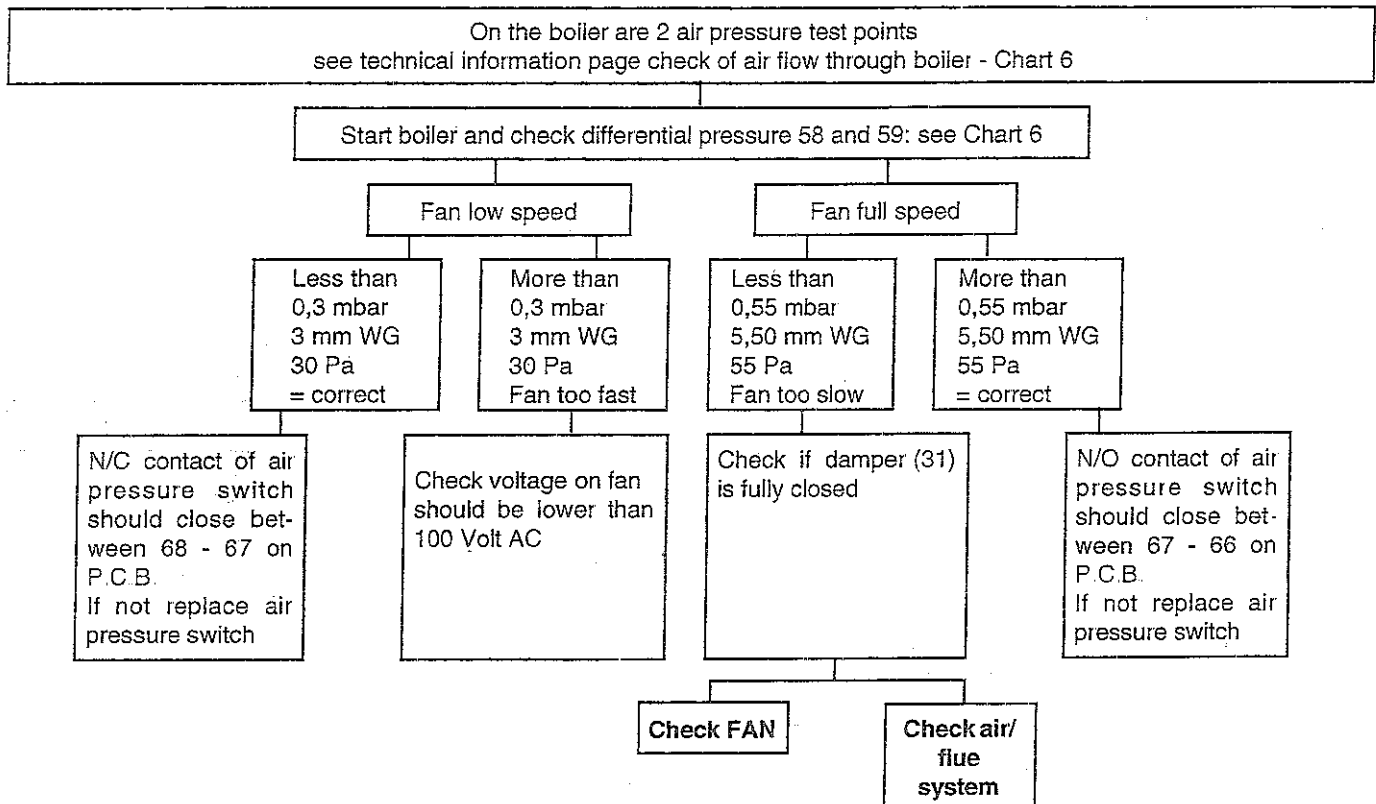 On the boiler are 2 air pressure test points
see technical information page check of air flow through boiler - Chart 6
Start boiler and check differential pressure 58 and 59: see Chart 6
Fan low speed
Fan full speed
Less than
0,3 mbar
3 mm WG
30 Pa
= correct
More than
0,3 mbar
3 mm WG
30 Pa
Fan too fast
Less than
0,55 mbar
5,50 mm WG
55 Pa
Fan too slow
More than
0,55 mbar
5,50 mm WG
55 Pa
= correct
N/C contact of air
pressure switch
should close bet-
ween 68 - 67 on
P.C.B.
If not replace air
pressure switch
Check voltage on fan
should be lower than
100 Volt AC
Check if damper (31)
is fully closed
N/O contact of air
pressure switch
should close be-
tween 67 - 66 on
P.C.B.
If not replace air
pressure switch
Check FAN
Check air/
flue
system